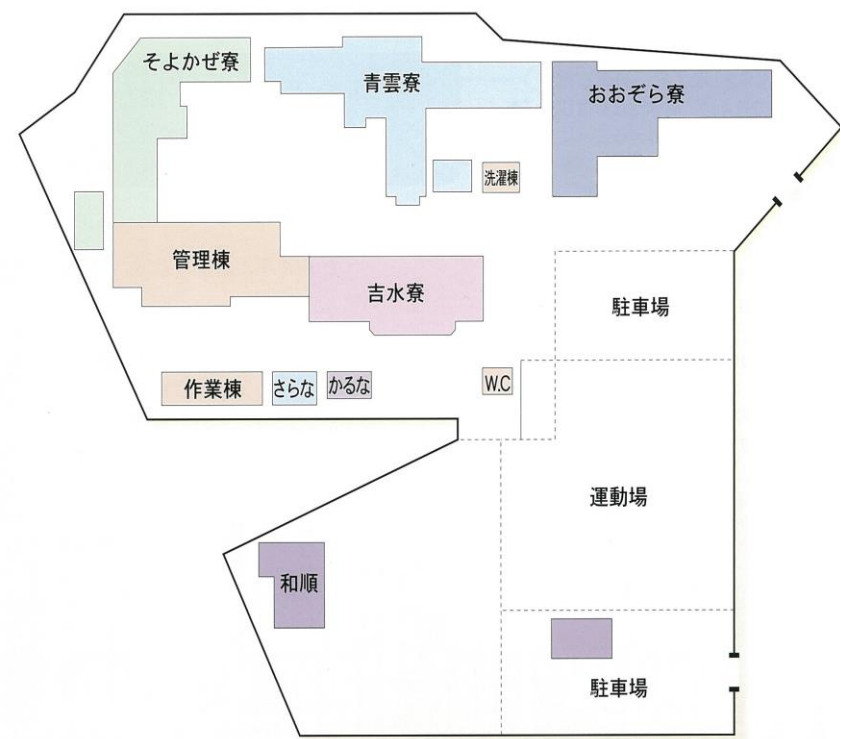 そよかぜ寮
青雲寮
おおぞら寮
洗濯棟
管理棟
吉水寮
駐車場
作業棟
さらな
かるな
W.C
運動場
和順
駐車場